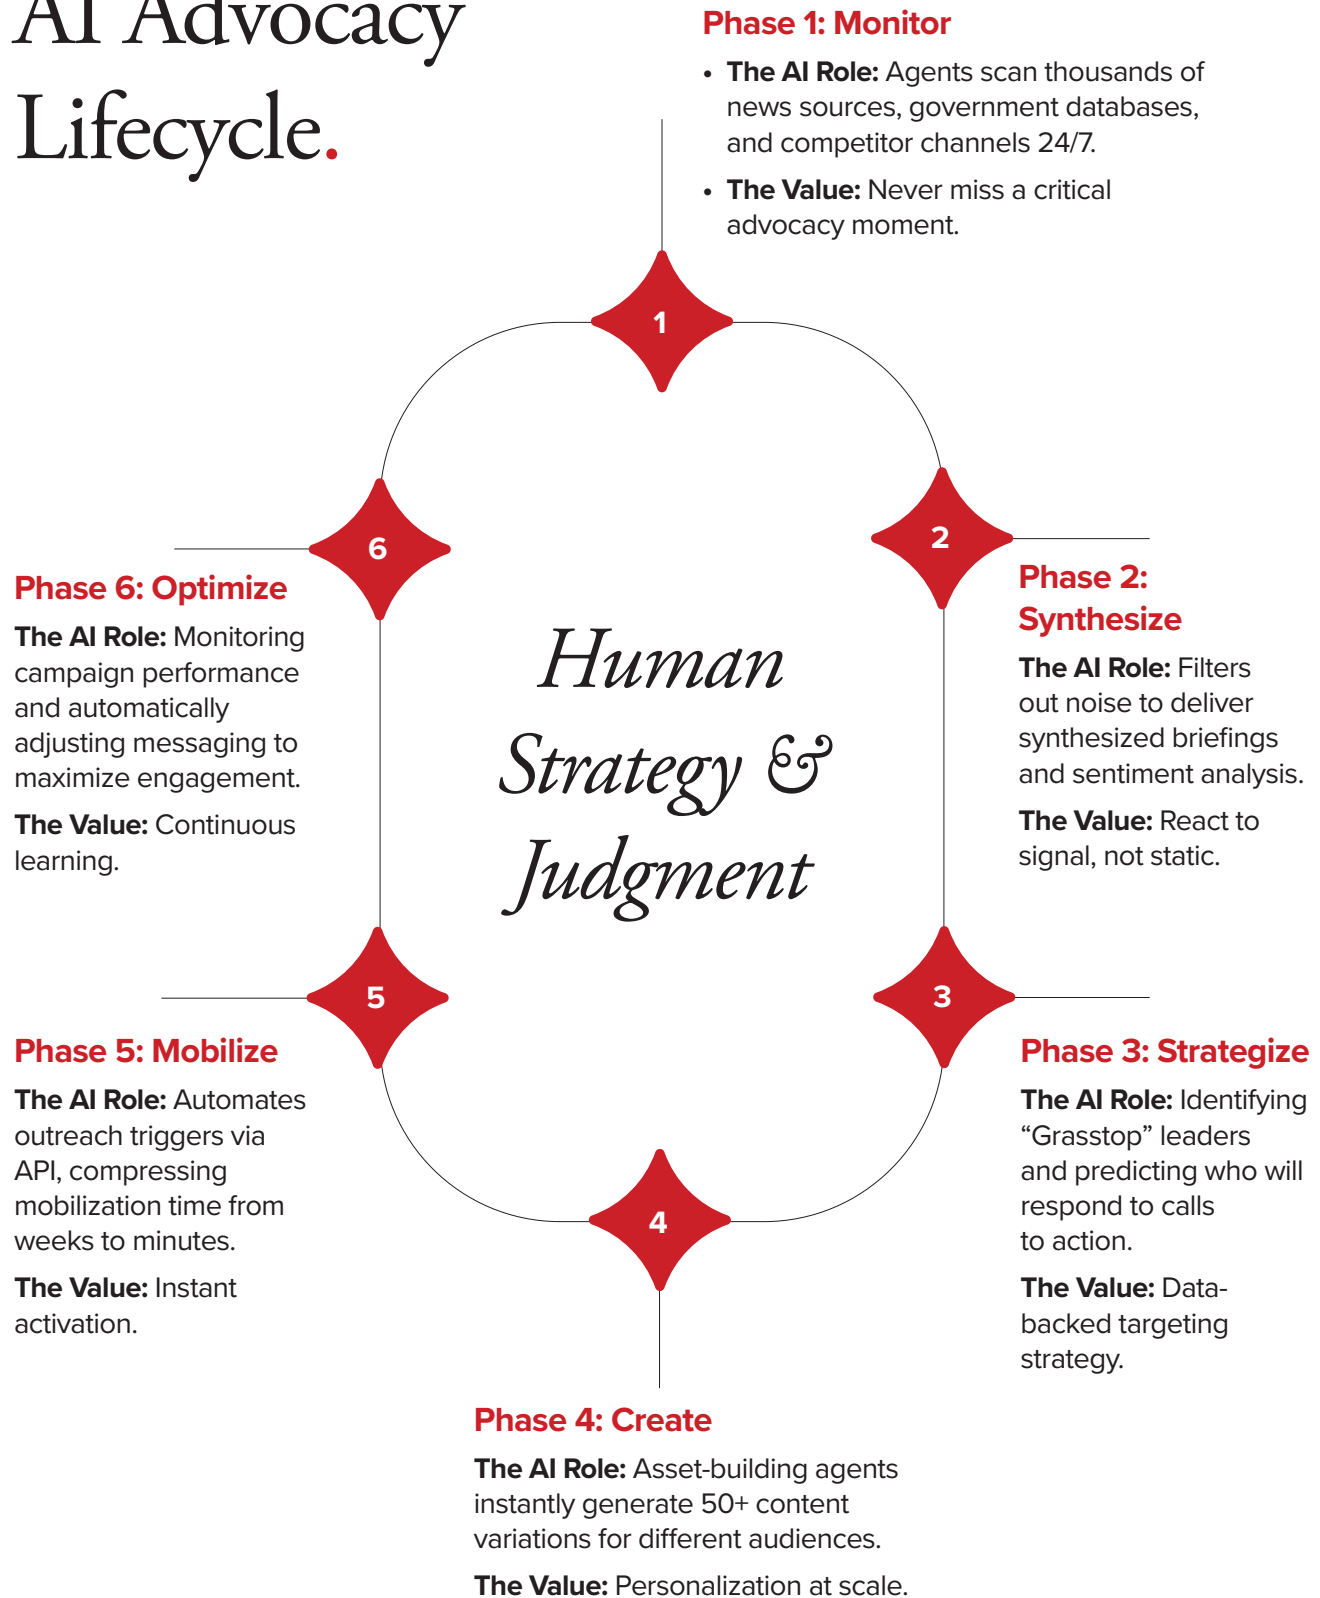 AI Advocacy
Lifecycle.
Phase 1: Monitor
• The AI Role: Agents scan thousands of
news sources, government databases,
and competitor channels 24/7.
• The Value: Never miss a critical
advocacy moment.
1
2
Phase 2:
Synthesize
The AI Role: Filters
out noise to deliver
synthesized briefings
and sentiment analysis.
The Value: React to
signal, not static.
3
Phase 3: Strategize
The AI Role: Identifying
“Grasstop” leaders
and predicting who will
respond to calls
to action.
The Value: Data-
backed targeting
strategy.
4
Phase 4: Create
The AI Role: Asset-building agents
instantly generate 50+ content
variations for different audiences.
The Value: Personalization at scale.
5
Phase 5: Mobilize
The AI Role: Automates
outreach triggers via
API, compressing
mobilization time from
weeks to minutes.
The Value: Instant
activation.
6
Phase 6: Optimize
The AI Role: Monitoring
campaign performance
and automatically
adjusting messaging to
maximize engagement.
The Value: Continuous
learning.
Human
Strategy &
Judgment